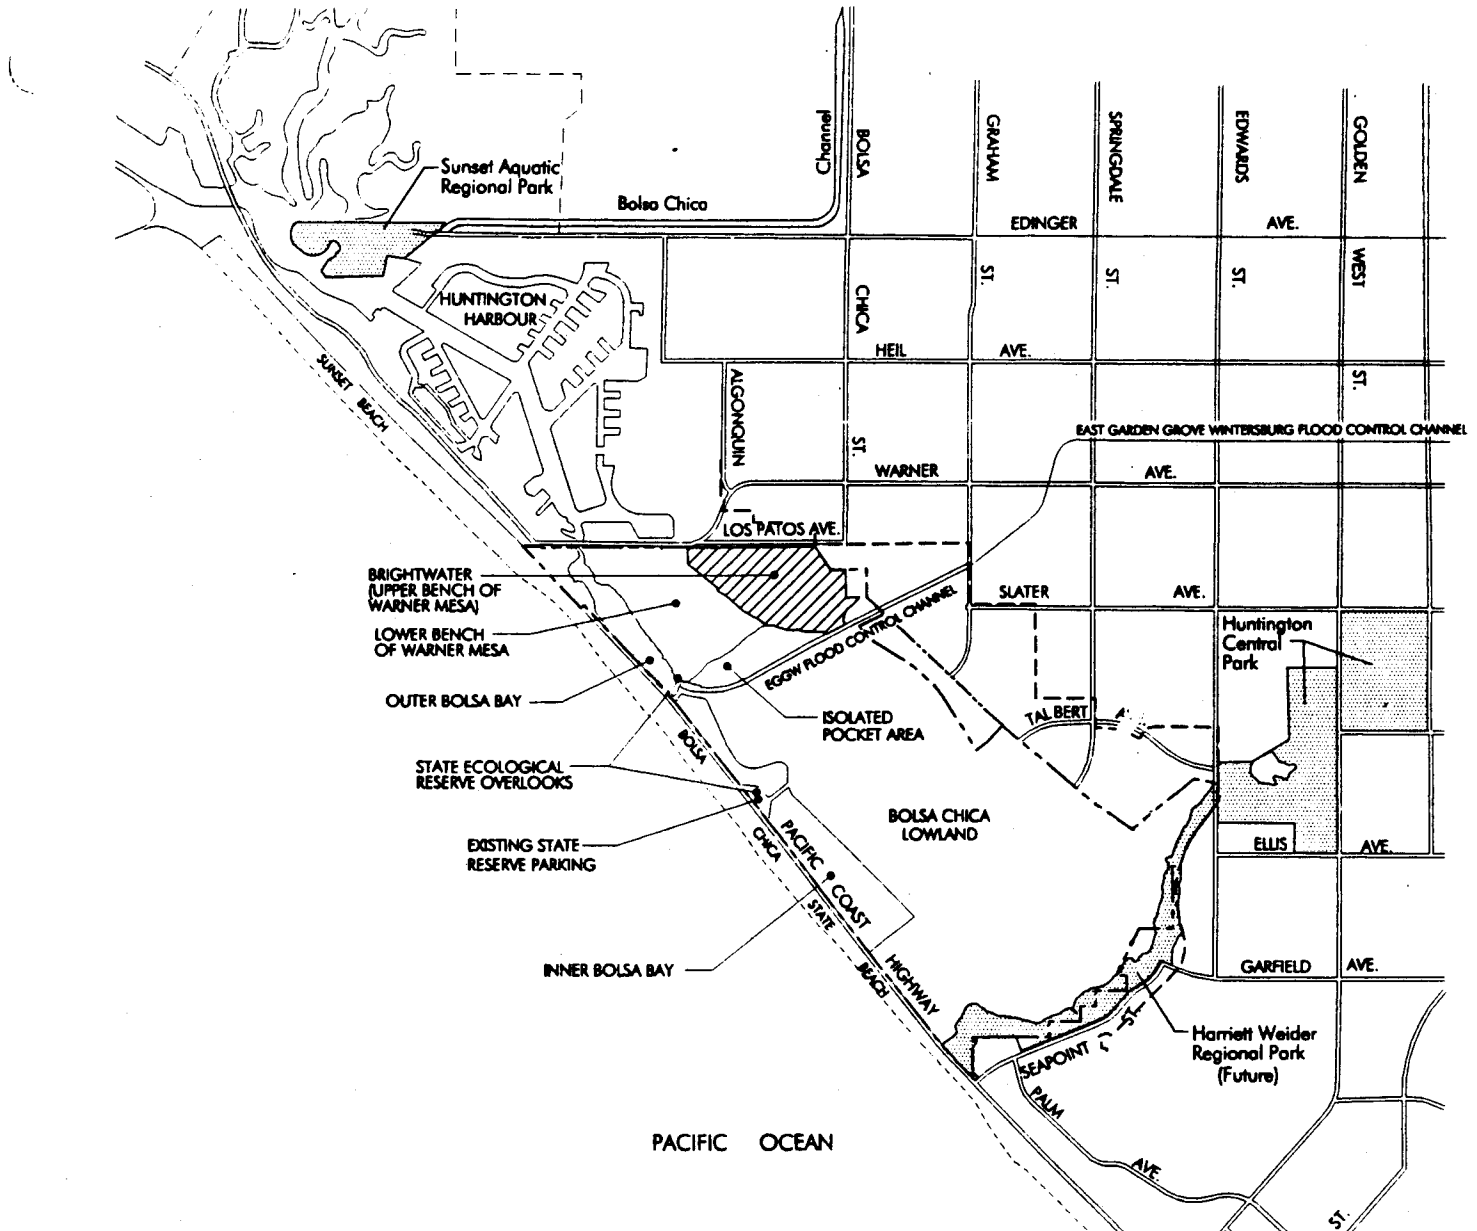 Channel
BOLSA
GRAHAM
SPRINGDALE
EDWARDS
GOLDEN
Sunset Aquatic
Regional Park
Bolsa Chica
EDINGER
AVE.
HUNTINGTON
HARBOUR
CHICA
ST.
ST.
ST.
WEST
HEIL
AVE.
SUNSET
BEACH
ALGONQUIN
ST.
ST.
EAST GARDEN GROVE WINTERSBURG FLOOD CONTROL CHANNEL
WARNER
AVE.
LOS PATOS AVE.
BRIGHTWATER
(UPPER BENCH OF
WARNER MESA)
SLATER
AVE.
LOWER BENCH
OF WARNER MESA
EGGW FLOOD CONTROL CHANNEL
Huntington
Central
Park
OUTER BOLSA BAY
ISOLATED
POCKET AREA
TALBERT
BOLSA
STATE ECOLOGICAL
RESERVE OVERLOOKS
BOLSA CHICA
LOWLAND
EXISTING STATE
RESERVE PARKING
CHICA
PACIFIC
COAST
HIGHWAY
ELLIS
AVE.
STATE
BEACH
INNER BOLSA BAY
GARFIELD
AVE.
SEAPOINT
ST.
Harriett Weider
Regional Park
(Future)
PALM
AVE.
PACIFIC OCEAN
ST.